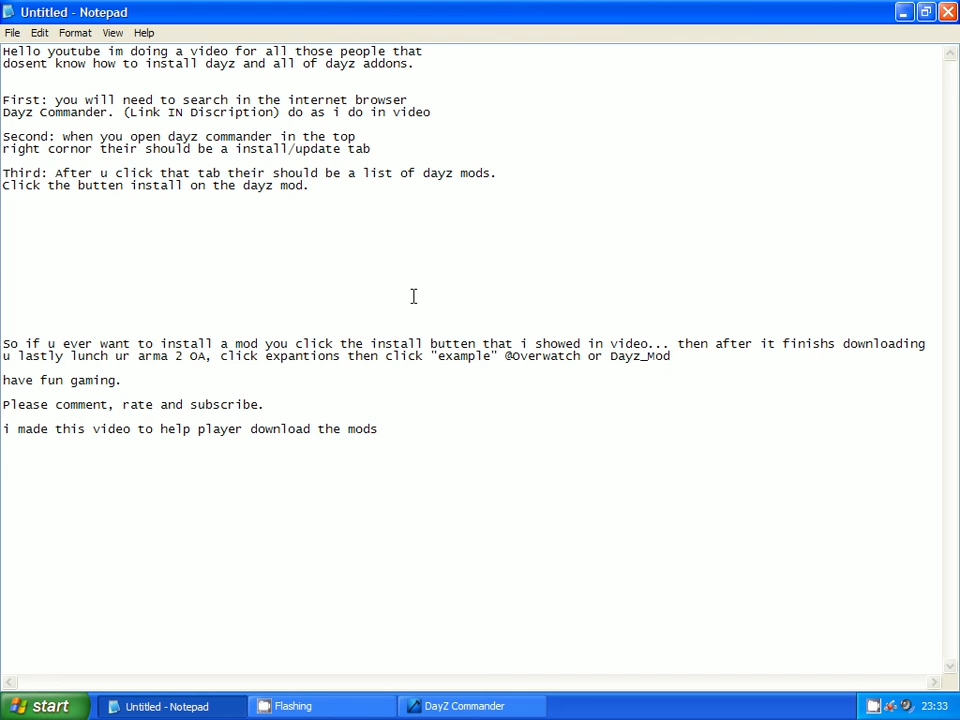 Untitled - Notepad
File Edit Format View Help
Hello youtube im doing a video for all those people that
dosent know how to install dayz and all of dayz addons.
First: you will need to search in the internet browser
Dayz Commander. (Link IN Discription) do as i do in video
Second: when you open dayz commander in the top
right cornor their should be a install/update tab
Third: After u click that tab their should be a list of dayz mods.
Click the butten install on the dayz mod.
So if u ever want to install a mod you click the install butten that i showed in video... then after it finishs downloading
u lastly lunch ur arma 2 OA, click expantions then click "example" @Overwatch or Dayz_Mod
have fun gaming.
Please comment, rate and subscribe.
i made this video to help player download the mods
start Untitled - Notepad Flashing DayZ Commander 23:33